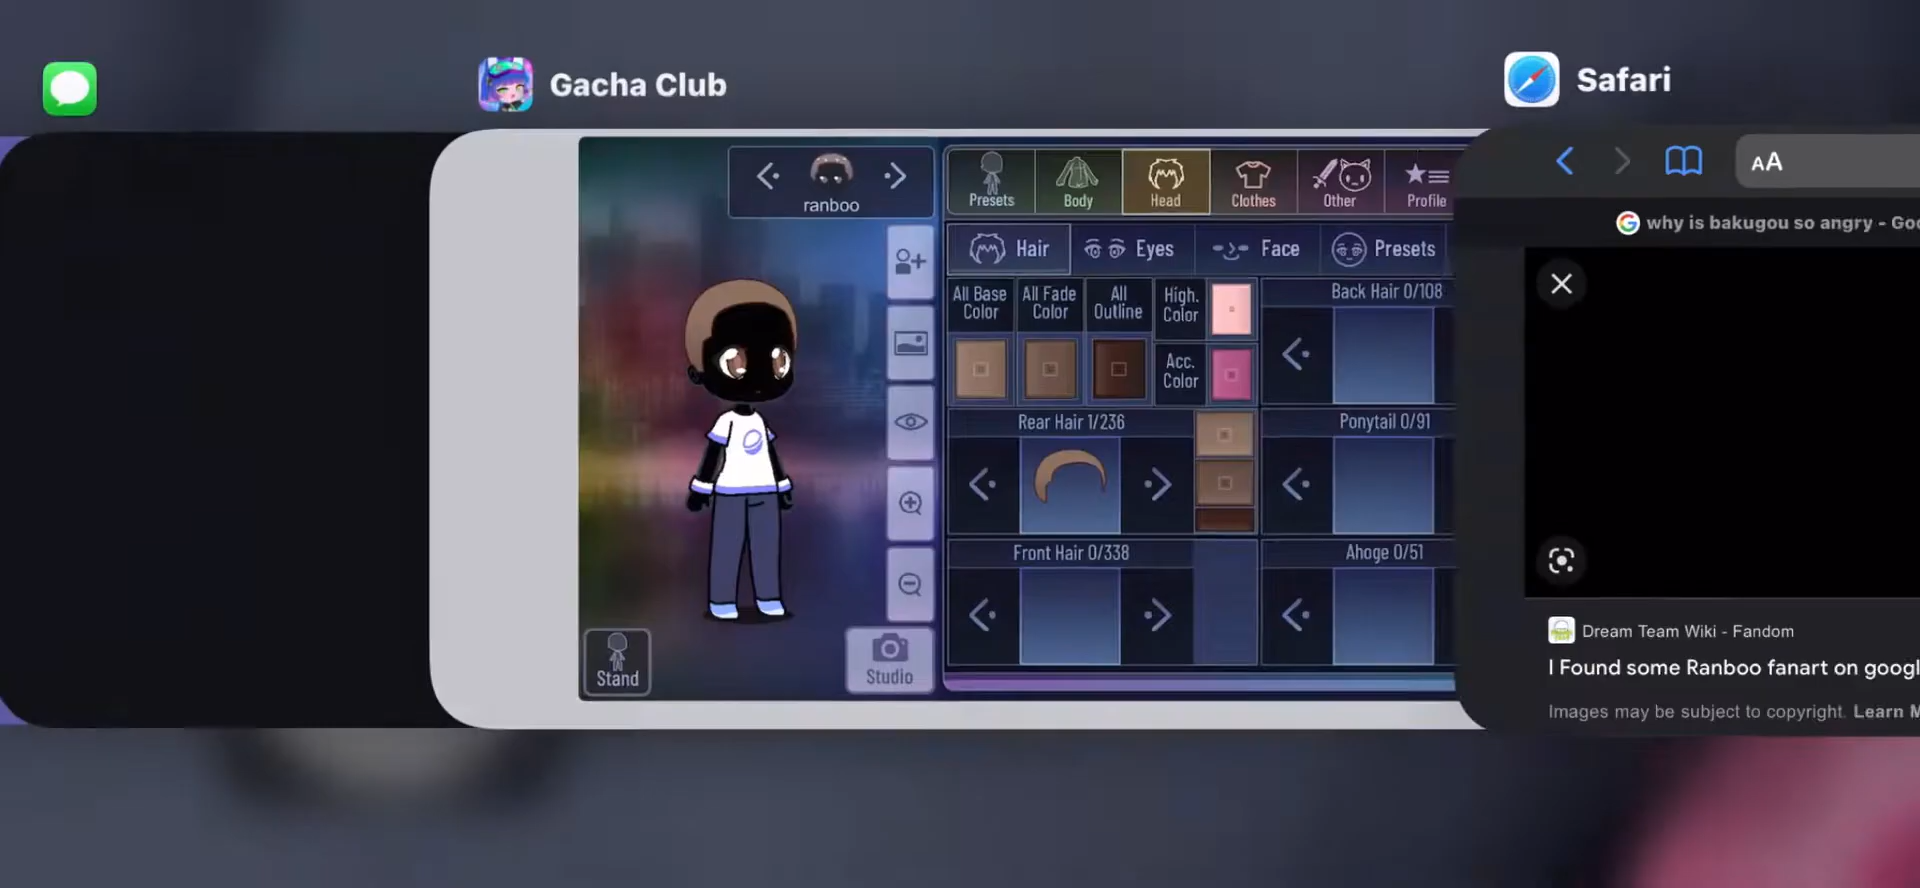 Gacha Club
Safari
AA
why is bakugou so angry - Goo
ranboo
Presets
Body
Head
Clothes
Other
Profile
Hair
Eyes
Face
Presets
All Base Color
All Fade Color
All Outline
High. Color
Acc. Color
Back Hair 0/108
Rear Hair 1/236
Ponytail 0/91
Front Hair 0/338
Ahoge 0/51
Stand
Studio
Dream Team Wiki - Fandom
I Found some Ranboo fanart on googl
Images may be subject to copyright. Learn M